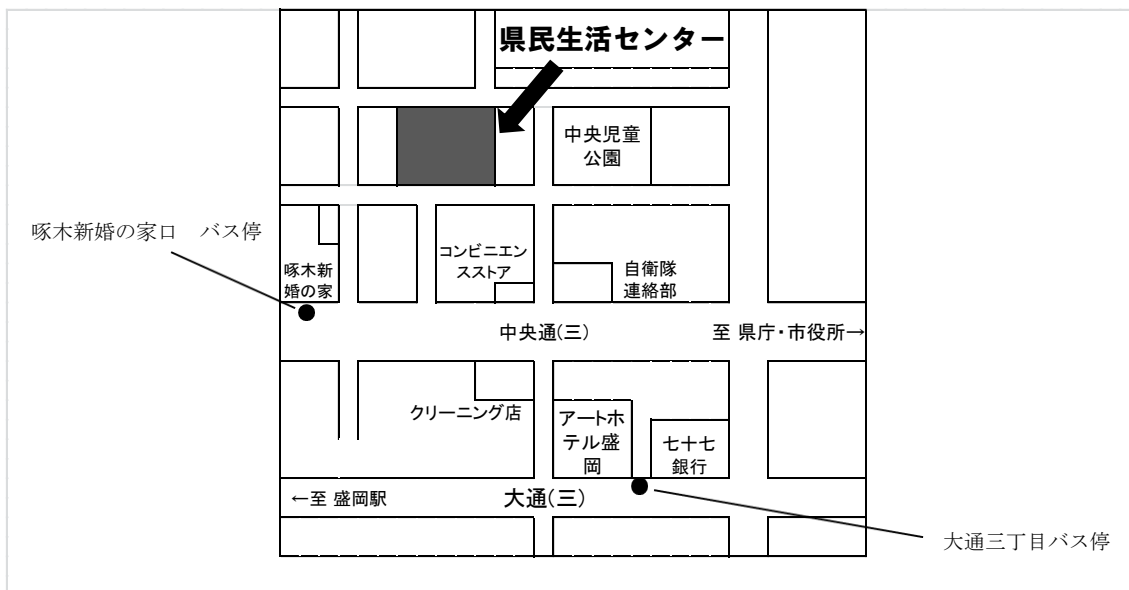 県民生活センター
中央児童
公園
啄木新婚の家口　バス停
啄木新
婚の家
コンビニエン
スストア
自衛隊
連絡部
中央通(三)
至 県庁・市役所→
クリーニング店
アートホ
テル盛
岡
七十七
銀行
←至 盛岡駅
大通(三)
大通三丁目バス停